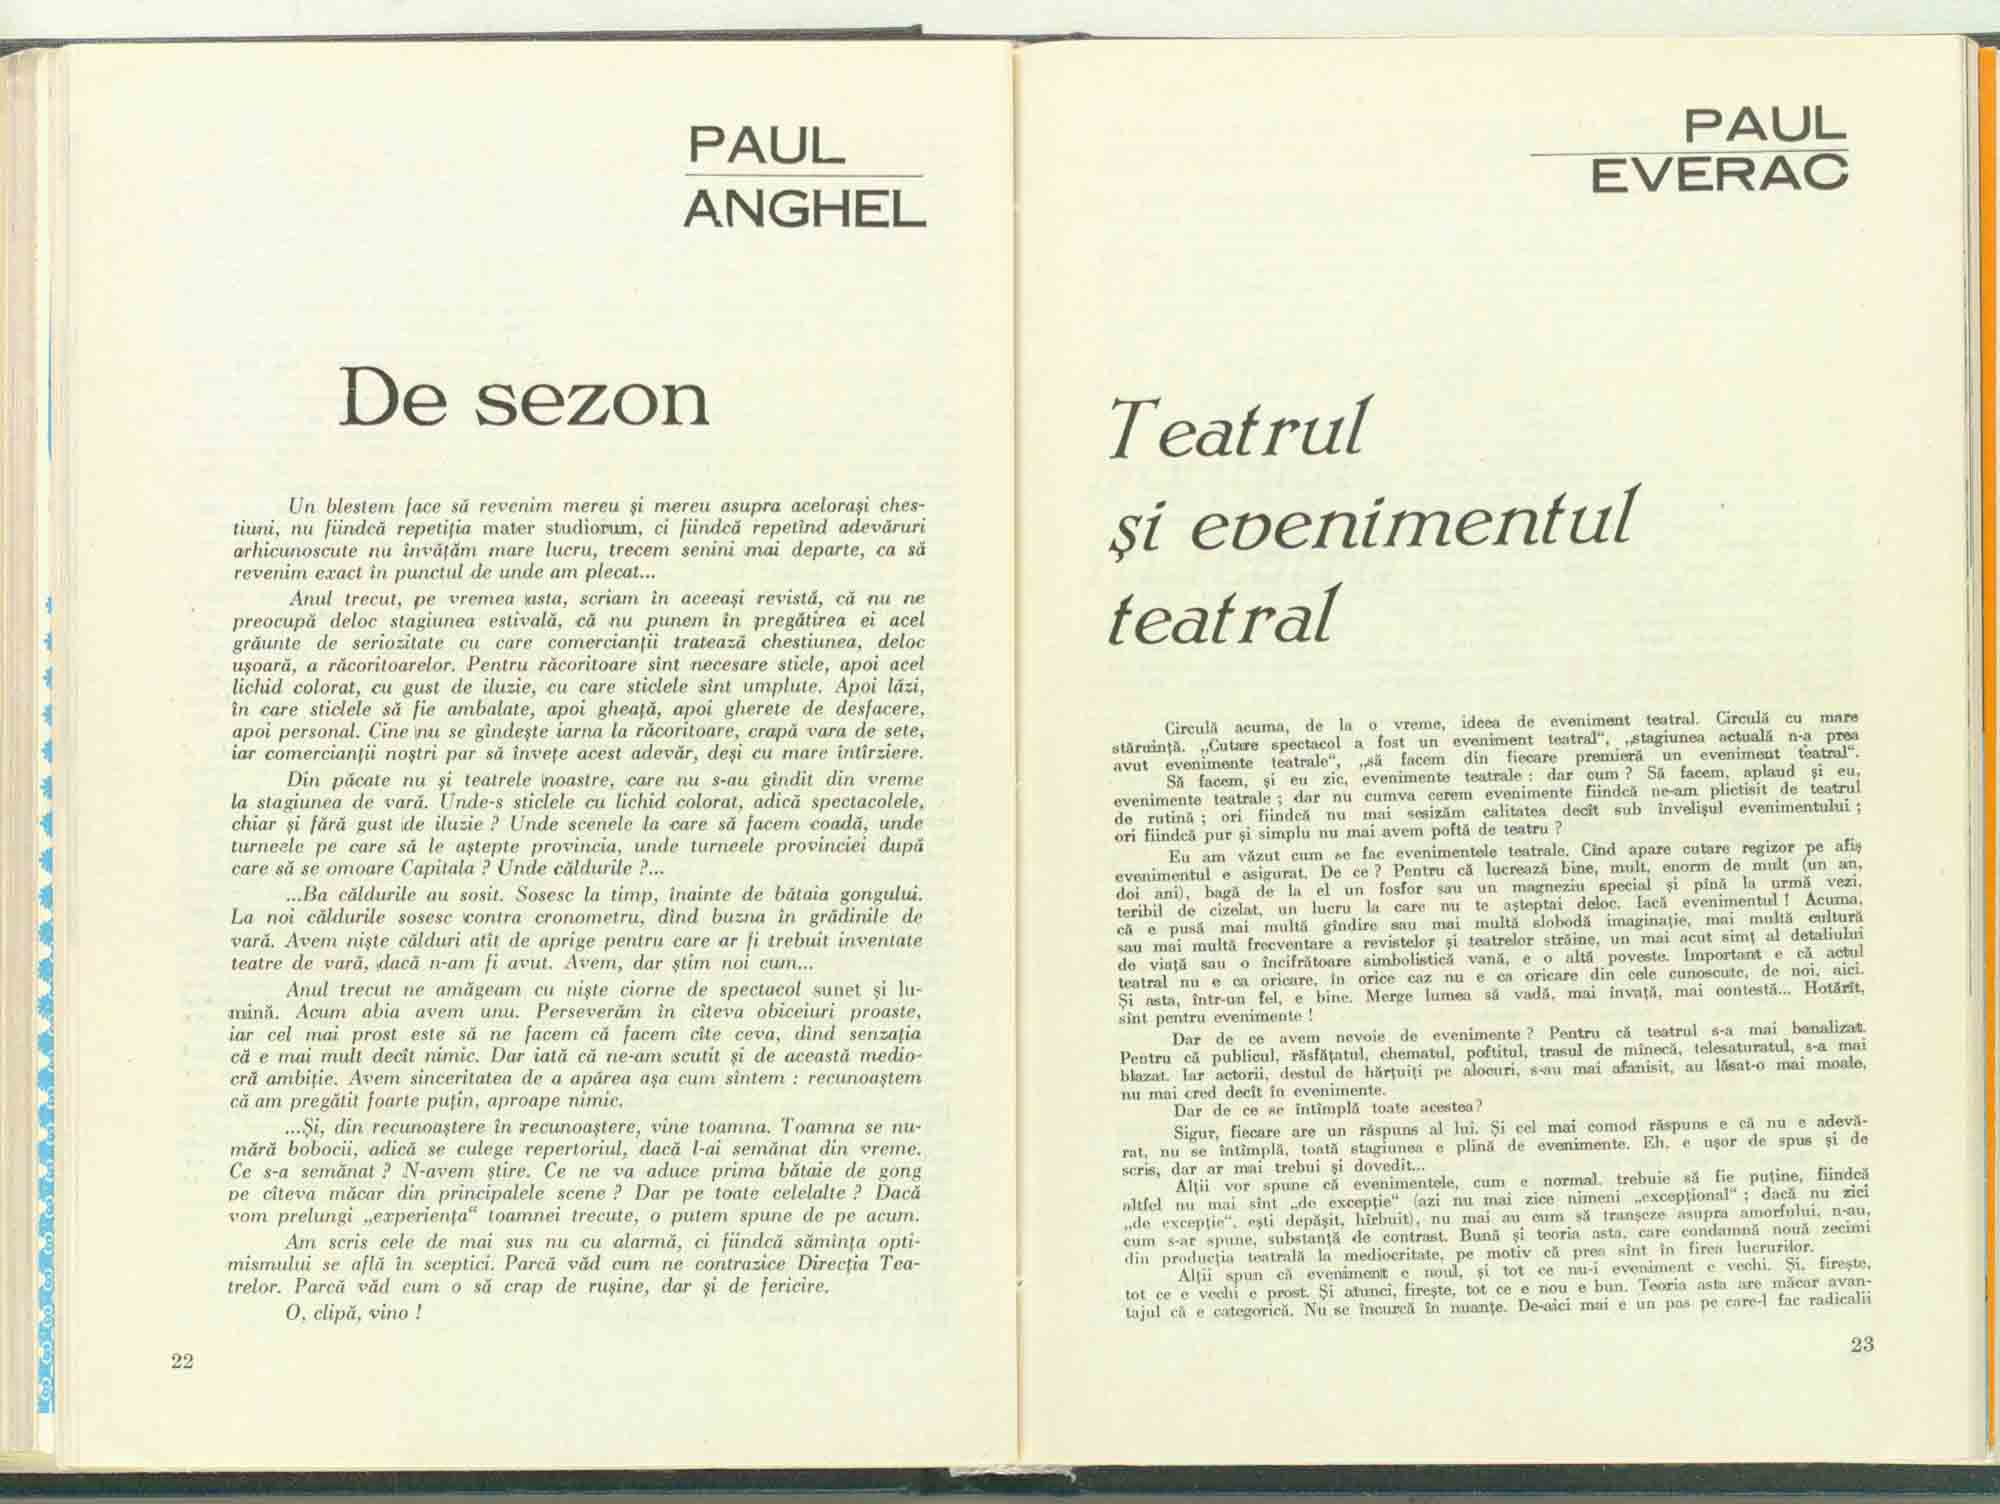 PAUL
ANGHEL
De sezon
Un blestem face să revenim mereu și mereu asupra acelorași ches-
tiuni, nu fiindcă repetiția mater studiorum, ci fiindcă repetînd adevăruri
arhicunoscute nu învățăm mare lucru, trecem senini mai departe, ca să
revenim exact în punctul de unde am plecat...
Anul trecut, pe vremea asta, scriam în aceeași revistă, că nu ne
preocupă deloc stagiunea estivală, că nu punem în pregătirea ei acel
grăunte de seriozitate cu care comercianții tratează chestiunea, deloc
ușoară, a răcoritoarelor. Pentru răcoritoare sînt necesare sticle, apoi acel
lichid colorat, cu gust de iluzie, cu care sticlele sînt umplute. Apoi lăzi,
în care sticlele să fie ambalate, apoi gheață, apoi gherete de desfacere,
apoi personal. Cine nu se gîndește iarna la răcoritoare, crapă vara de sete,
iar comercianții noștri par să învețe acest adevăr, deși cu mare întîrziere.
Din păcate nu și teatrele noastre, care nu s-au gîndit din vreme
la stagiunea de vară. Unde-s sticlele cu lichid colorat, adică spectacolele,
chiar și fără gust de iluzie ? Unde scenele la care să facem coadă, unde
turneele pe care să le aștepte provincia, unde turneele provinciei după
care să se omoare Capitala ? Unde căldurile ?...
...Ba căldurile au sosit. Sosesc la timp, înainte de bătaia gongului.
La noi căldurile sosesc contra cronometru, dînd buzna în grădinile de
vară. Avem niște călduri atît de aprige pentru care ar fi trebuit inventate
teatre de vară, dacă n-am fi avut. Avem, dar știm noi cum...
Anul trecut ne amăgeam cu niște ciorne de spectacol sunet și lu-
mină. Acum abia avem unu. Perseverăm în cîteva obiceiuri proaste,
iar cel mai prost este să ne facem că facem cîte ceva, dînd senzația
că e mai mult decît nimic. Dar iată că ne-am scutit și de această medio-
cră ambiție. Avem sinceritatea de a apărea așa cum sîntem : recunoaștem
că am pregătit foarte puțin, aproape nimic.
...Și, din recunoaștere în recunoaștere, vine toamna. Toamna se nu-
mără bobocii, adică se culege repertoriul, dacă l-ai semănat din vreme.
Ce s-a semănat ? N-avem știre. Ce ne va aduce prima bătaie de gong
pe cîteva măcar din principalele scene ? Dar pe toate celelalte ? Dacă
vom prelungi „experiența“ toamnei trecute, o putem spune de pe acum.
Am scris cele de mai sus nu cu alarmă, ci fiindcă sămînța opti-
mismului se află în sceptici. Parcă văd cum ne contrazice Direcția Tea-
trelor. Parcă văd cum o să crap de rușine, dar și de fericire.
O, clipă, vino !
22
PAUL
EVERAC
Teatrul
și evenimentul
teatral
Circulă acuma, de la o vreme, ideea de eveniment teatral. Circulă cu mare
stăruință. „Cutare spectacol a fost un eveniment teatral“, „stagiunea actuală n-a prea
avut evenimente teatrale“, „să facem din fiecare premieră un eveniment teatral“.
Să facem, și eu zic, evenimente teatrale : dar cum ? Să facem, aplaud și eu,
evenimente teatrale ; dar nu cumva cerem evenimente fiindcă ne-am plictisit de teatrul
de rutină ; ori fiindcă nu mai sesizăm calitatea decît sub învelișul evenimentului ;
ori fiindcă pur și simplu nu mai avem poftă de teatru ?
Eu am văzut cum se fac evenimentele teatrale. Cînd apare cutare regizor pe afiș
evenimentul e asigurat. De ce ? Pentru că lucrează bine, mult, enorm de mult (un an,
doi ani), bagă de la el un fosfor sau un magneziu special și pînă la urmă vezi,
teribil de cizelat, un lucru la care nu te așteptai deloc. Iacă evenimentul ! Acuma,
că e pusă mai multă gîndire sau mai multă slobodă imaginație, mai multă cultură
sau mai multă frecventare a revistelor și teatrelor străine, un mai acut simț al detaliului
de viață sau o încifrătoare simbolistică vană, e o altă poveste. Important e că actul
teatral nu e ca oricare, în orice caz nu e ca oricare din cele cunoscute, de noi, aici.
Și asta, într-un fel, e bine. Merge lumea să vadă, mai învață, mai contestă... Hotărît,
sînt pentru evenimente !
Dar de ce avem nevoie de evenimente ? Pentru că teatrul s-a mai banalizat.
Pentru că publicul, răsfățatul, chematul, poftitul, trasul de mînecă, telesaturatul, s-a mai
blazat. Iar actorii, destul de hărțuiți pe alocuri, s-au mai afanisit, au lăsat-o mai moale,
nu mai cred decît în evenimente.
Dar de ce se întîmplă toate acestea?
Sigur, fiecare are un răspuns al lui. Și cel mai comod răspuns e că nu e adevă-
rat, nu se întîmplă, toată stagiunea e plină de evenimente. Eh, e ușor de spus și de
scris, dar ar mai trebui și dovedit...
Alții vor spune că evenimentele, cum e normal, trebuie să fie puține, fiindcă
altfel nu mai sînt „de excepție“ (azi nu mai zice nimeni „excepțional“ ; dacă nu zici
„de excepție“, ești depășit, hîrbuit), nu mai au cum să tranșeze asupra amorfului, n-au,
cum s-ar spune, substanță de contrast. Bună și teoria asta, care condamnă nouă zecimi
din producția teatrală la mediocritate, pe motiv că prea sînt în firea lucrurilor.
Alții spun că eveniment e noul, și tot ce nu-i eveniment e vechi. Și, firește,
tot ce e vechi e prost. Și atunci, firește, tot ce e nou e bun. Teoria asta are măcar avan-
tajul că e categorică. Nu se încurcă în nuanțe. De-aici mai e un pas pe care-l fac radicalii
23